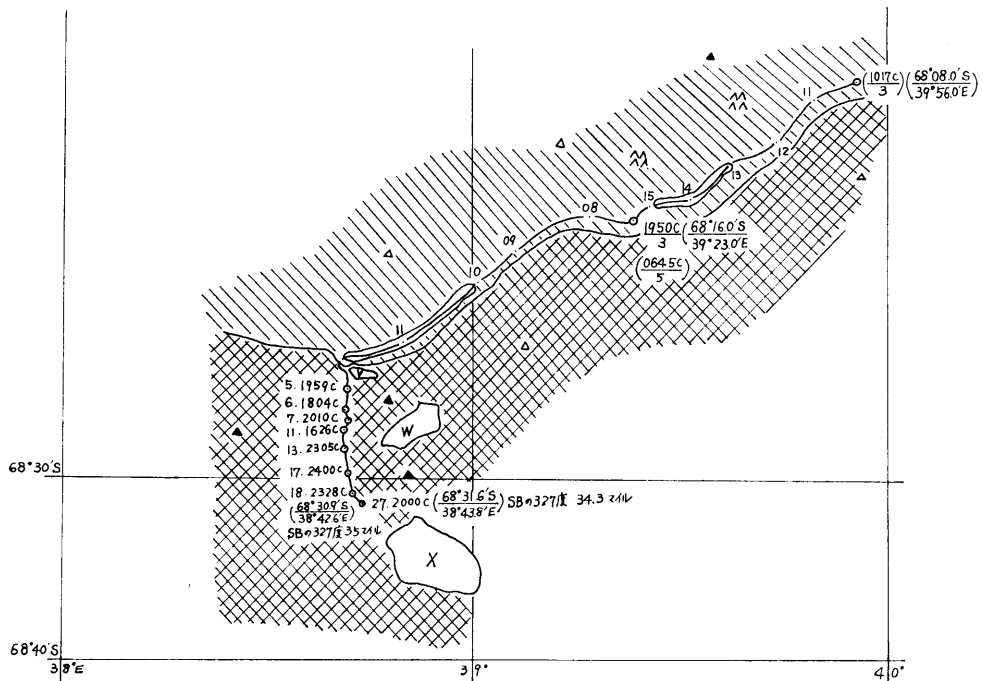 (1017C/3) (68°08.0'S/39°56.0'E)
11
12
13
14
15
08
1950C/3 (68°16.0'S/39°23.0'E)
(0645C/5)
09
10
11
V
5. 1959C
6. 1804C
7. 2010C
11. 1626C
13. 2305C
W
68°30'S
17. 2400C
18. 2328C
(68°30.9'S/38°42.6'E)
SBの327度 35マイル
27. 2000C (68°31.6'S/38°43.8'E) SBの327度 34.3マイル
X
68°40'S
38°E
39°
40°